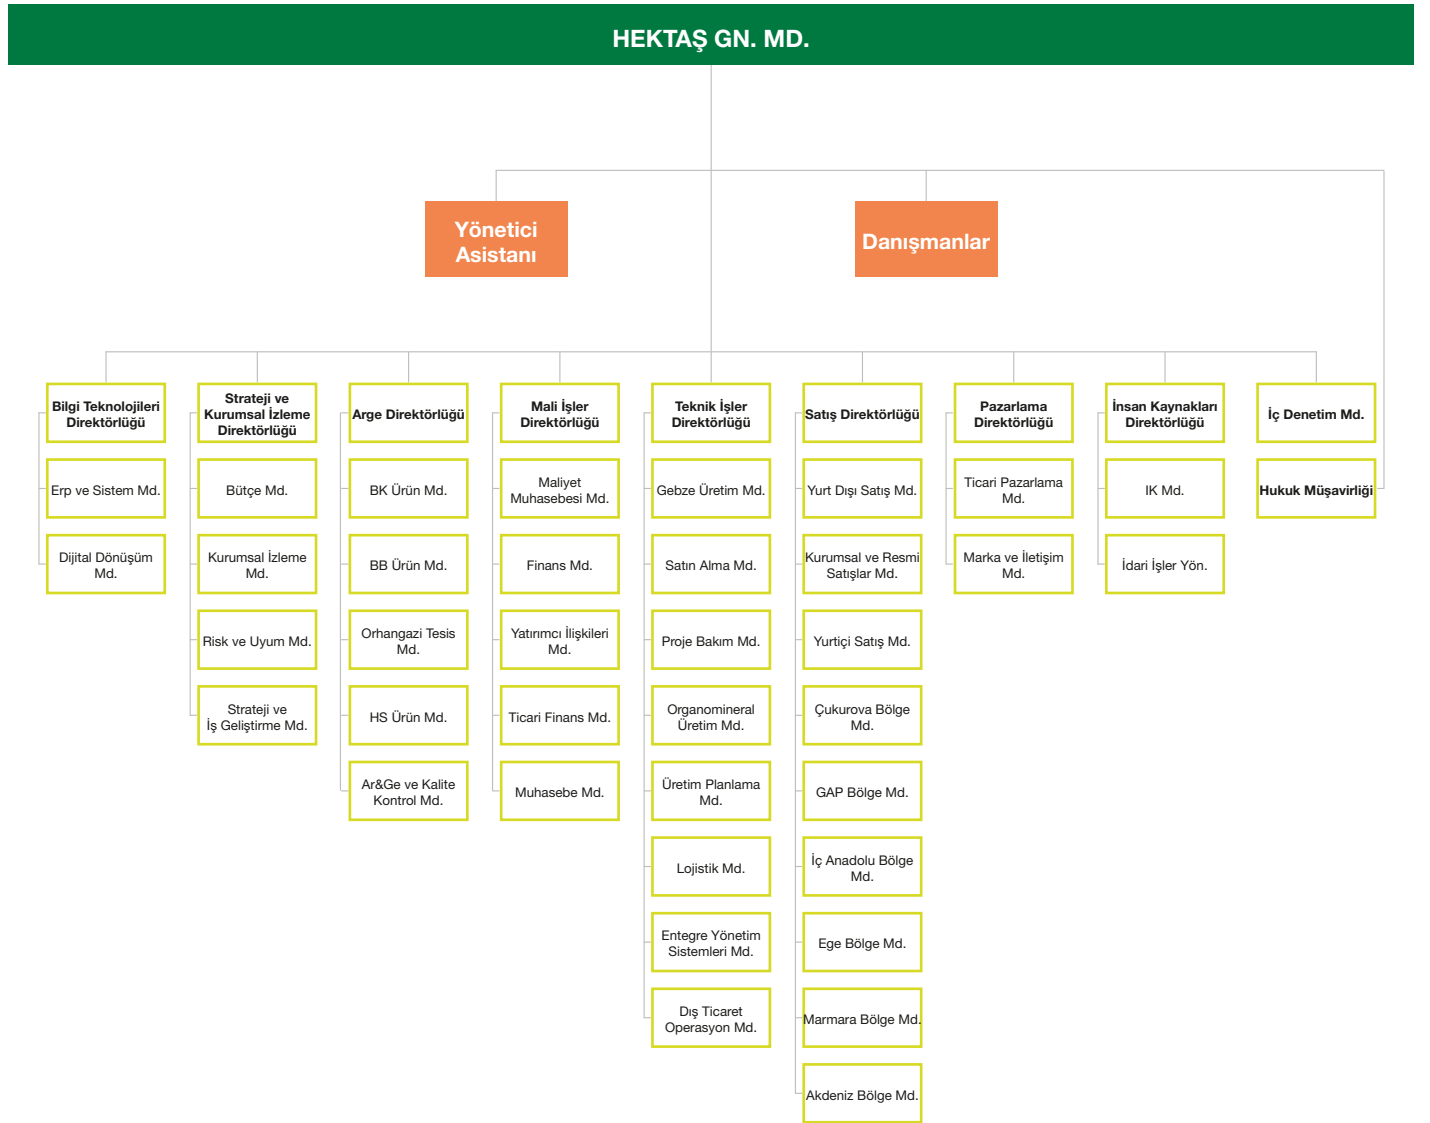 HEKTAŞ GN. MD.
Yönetici
Asistanı
Danışmanlar
Bilgi Teknolojileri
Direktörlüğü
Erp ve Sistem Md.
Dijital Dönüşüm
Md.
Strateji ve
Kurumsal İzleme
Direktörlüğü
Bütçe Md.
Kurumsal İzleme
Md.
Risk ve Uyum Md.
Strateji ve
İş Geliştirme Md.
Arge Direktörlüğü
BK Ürün Md.
BB Ürün Md.
Orhangazi Tesis
Md.
HS Ürün Md.
Ar&Ge ve Kalite
Kontrol Md.
Mali İşler
Direktörlüğü
Maliyet
Muhasebesi Md.
Finans Md.
Yatırımcı İlişkileri
Md.
Ticari Finans Md.
Muhasebe Md.
Teknik İşler
Direktörlüğü
Gebze Üretim Md.
Satın Alma Md.
Proje Bakım Md.
Organomineral
Üretim Md.
Üretim Planlama
Md.
Lojistik Md.
Entegre Yönetim
Sistemleri Md.
Dış Ticaret
Operasyon Md.
Satış Direktörlüğü
Yurt Dışı Satış Md.
Kurumsal ve Resmi
Satışlar Md.
Yurtiçi Satış Md.
Çukurova Bölge
Md.
GAP Bölge Md.
İç Anadolu Bölge
Md.
Ege Bölge Md.
Marmara Bölge Md.
Akdeniz Bölge Md.
Pazarlama
Direktörlüğü
Ticari Pazarlama
Md.
Marka ve İletişim
Md.
İnsan Kaynakları
Direktörlüğü
IK Md.
İdari İşler Yön.
İç Denetim Md.
Hukuk Müşavirliği